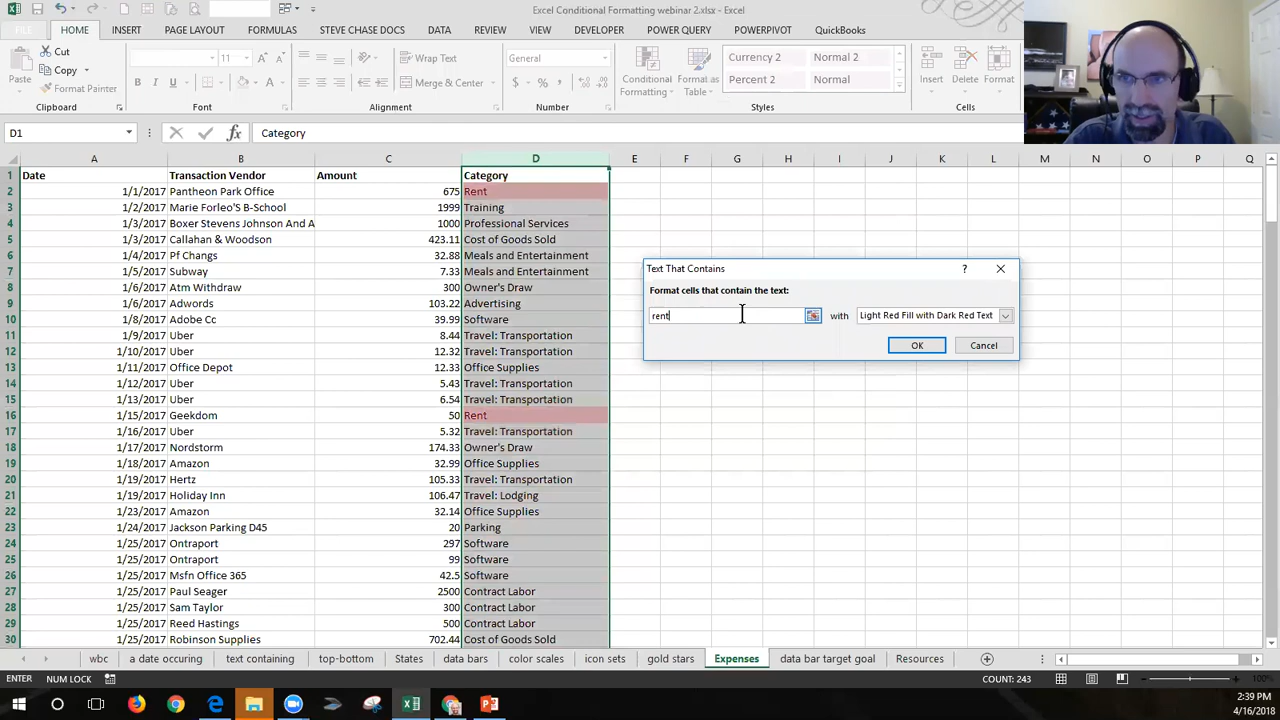 Excel Conditional Formatting webinar 2.xlsx - Excel
FILE HOME INSERT PAGE LAYOUT FORMULAS STEVE CHASE DOCS DATA REVIEW VIEW DEVELOPER POWER QUERY POWERPIVOT QuickBooks
Paste
Cut
Copy
Format Painter
11
B I U
Wrap Text
Merge & Center
General
$ % ,
Conditional Formatting
Format as Table
Currency 2 Normal 2
Percent 2 Normal
Insert Delete Format
Clipboard Font Alignment Number Styles Cells
D1 fx Category
A B C D E F G H I J K L M N O P Q
1 Date Transaction Vendor Amount Category
2 1/1/2017 Pantheon Park Office 675 Rent
3 1/2/2017 Marie Forleo'S B-School 1999 Training
4 1/3/2017 Boxer Stevens Johnson And A 1000 Professional Services
5 1/3/2017 Callahan & Woodson 423.11 Cost of Goods Sold
6 1/4/2017 Pf Changs 32.88 Meals and Entertainment
7 1/5/2017 Subway 7.33 Meals and Entertainment
8 1/6/2017 Atm Withdraw 300 Owner's Draw
9 1/6/2017 Adwords 103.22 Advertising
10 1/8/2017 Adobe Cc 39.99 Software
11 1/9/2017 Uber 8.44 Travel: Transportation
12 1/10/2017 Uber 12.32 Travel: Transportation
13 1/11/2017 Office Depot 12.33 Office Supplies
14 1/12/2017 Uber 5.43 Travel: Transportation
15 1/13/2017 Uber 6.54 Travel: Transportation
16 1/15/2017 Geekdom 50 Rent
17 1/16/2017 Uber 5.32 Travel: Transportation
18 1/17/2017 Nordstorm 174.33 Owner's Draw
19 1/18/2017 Amazon 32.99 Office Supplies
20 1/19/2017 Hertz 105.33 Travel: Transportation
21 1/19/2017 Holiday Inn 106.47 Travel: Lodging
22 1/23/2017 Amazon 32.14 Office Supplies
23 1/24/2017 Jackson Parking D45 20 Parking
24 1/25/2017 Ontraport 297 Software
25 1/25/2017 Ontraport 99 Software
26 1/25/2017 Msfn Office 365 42.5 Software
27 1/25/2017 Paul Seager 2500 Contract Labor
28 1/25/2017 Sam Taylor 300 Contract Labor
29 1/25/2017 Reed Hastings 500 Contract Labor
30 1/25/2017 Robinson Supplies 702.44 Cost of Goods Sold
Text That Contains ?
Format cells that contain the text:
rent with Light Red Fill with Dark Red Text
OK Cancel
wbc a date occuring text containing top-bottom States data bars color scales icon sets gold stars Expenses data bar target goal Resources
ENTER NUM LOCK COUNT: 243 100%
2:39 PM
4/16/2018